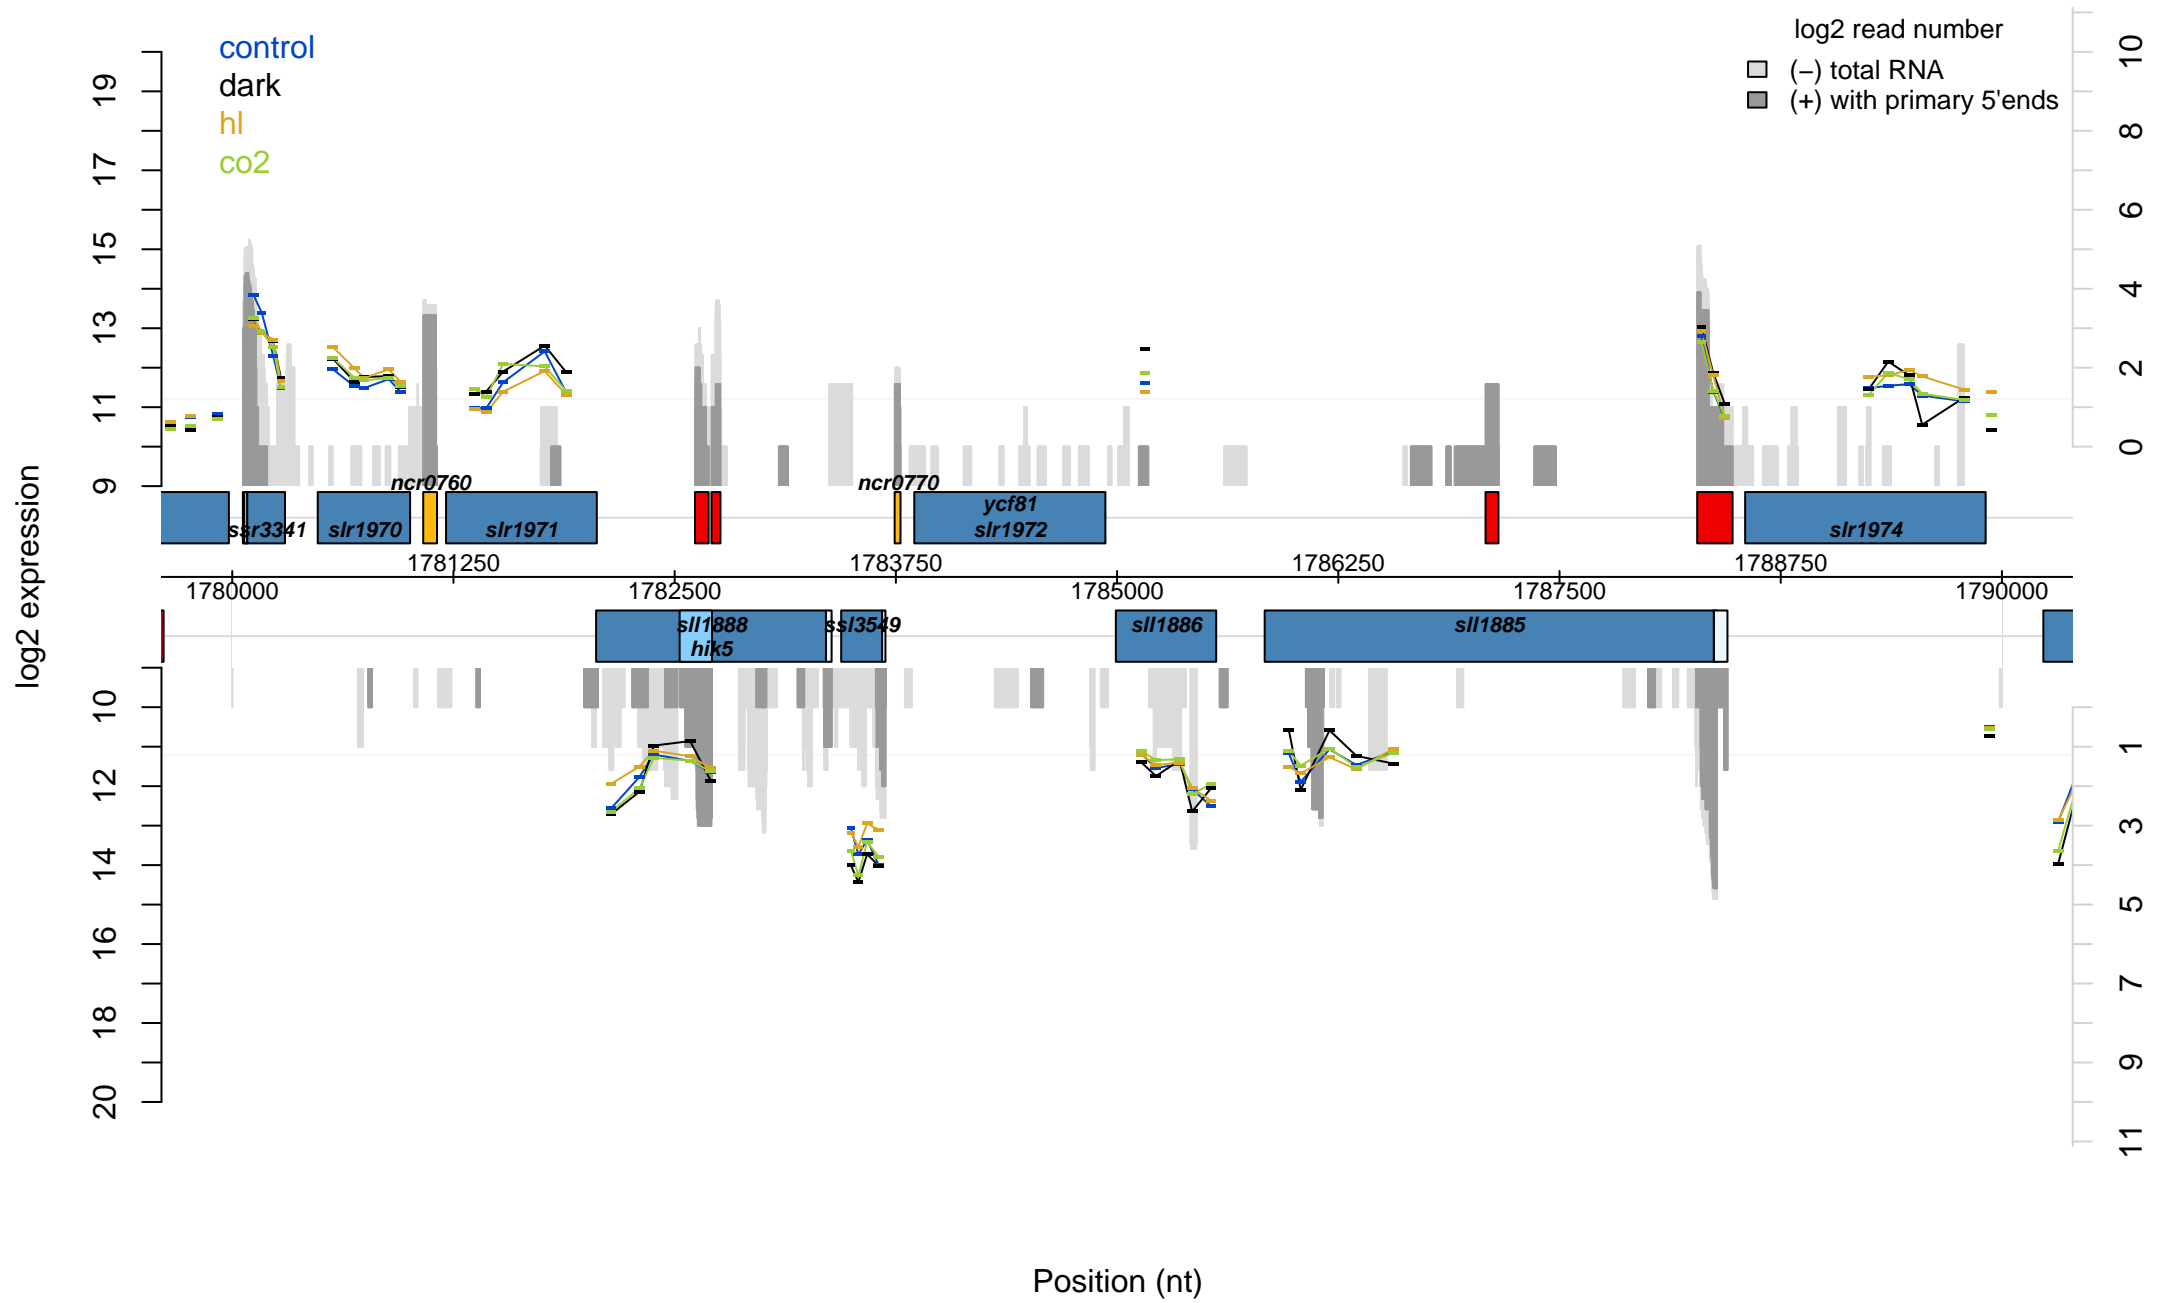 control
dark
hl
co2
log2 read number
(−) total RNA
(+) with primary 5'ends
19
17
15
13
11
9
10
8
6
4
2
0
log2 expression
ncr0760
ncr0770
ssr3341
slr1970
slr1971
ycf81
slr1972
slr1974
1781250
1783750
1786250
1788750
1780000
1782500
1785000
1787500
1790000
sll1888
hik5
ssl3549
sll1886
sll1885
10
12
14
16
18
20
1
3
5
7
9
11
Position (nt)